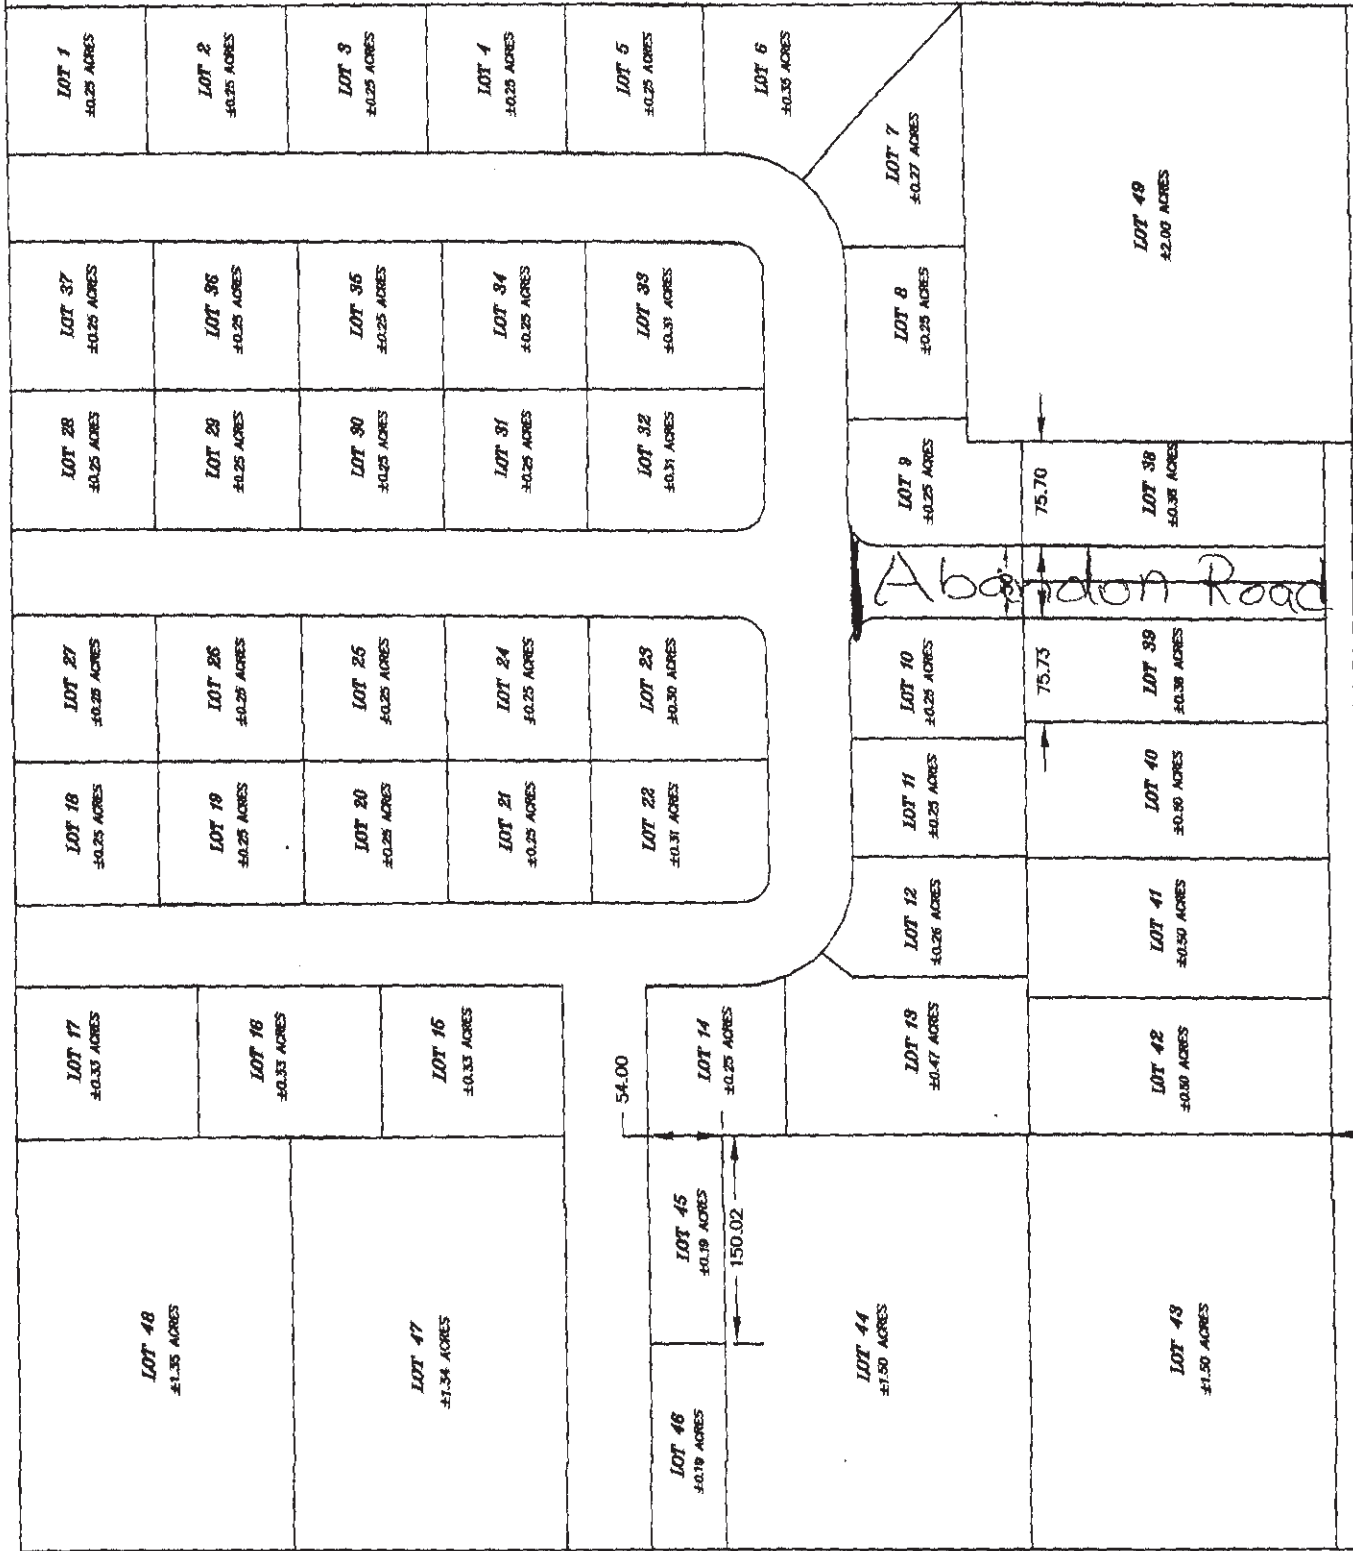 LOT 1
±0.25 ACRES
LOT 2
±0.25 ACRES
LOT 3
±0.25 ACRES
LOT 4
±0.25 ACRES
LOT 5
±0.25 ACRES
LOT 6
±0.35 ACRES
LOT 7
±0.27 ACRES
LOT 49
±2.00 ACRES
LOT 37
±0.25 ACRES
LOT 36
±0.25 ACRES
LOT 35
±0.25 ACRES
LOT 34
±0.25 ACRES
LOT 33
±0.31 ACRES
LOT 8
±0.25 ACRES
LOT 28
±0.25 ACRES
LOT 29
±0.25 ACRES
LOT 30
±0.25 ACRES
LOT 31
±0.25 ACRES
LOT 32
±0.31 ACRES
LOT 9
±0.25 ACRES
75.70
LOT 38
±0.38 ACRES
Abandon Road
LOT 27
±0.25 ACRES
LOT 26
±0.25 ACRES
LOT 25
±0.25 ACRES
LOT 24
±0.25 ACRES
LOT 23
±0.30 ACRES
LOT 10
±0.25 ACRES
75.73
LOT 39
±0.38 ACRES
LOT 18
±0.25 ACRES
LOT 19
±0.25 ACRES
LOT 20
±0.25 ACRES
LOT 21
±0.25 ACRES
LOT 22
±0.31 ACRES
LOT 11
±0.25 ACRES
LOT 40
±0.50 ACRES
LOT 12
±0.26 ACRES
LOT 41
±0.50 ACRES
LOT 17
±0.33 ACRES
LOT 16
±0.33 ACRES
LOT 15
±0.33 ACRES
54.00
LOT 14
±0.25 ACRES
LOT 13
±0.47 ACRES
LOT 42
±0.50 ACRES
LOT 48
±1.35 ACRES
LOT 47
±1.34 ACRES
LOT 45
±0.19 ACRES
150.02
LOT 46
±0.19 ACRES
LOT 44
±1.50 ACRES
LOT 43
±1.50 ACRES